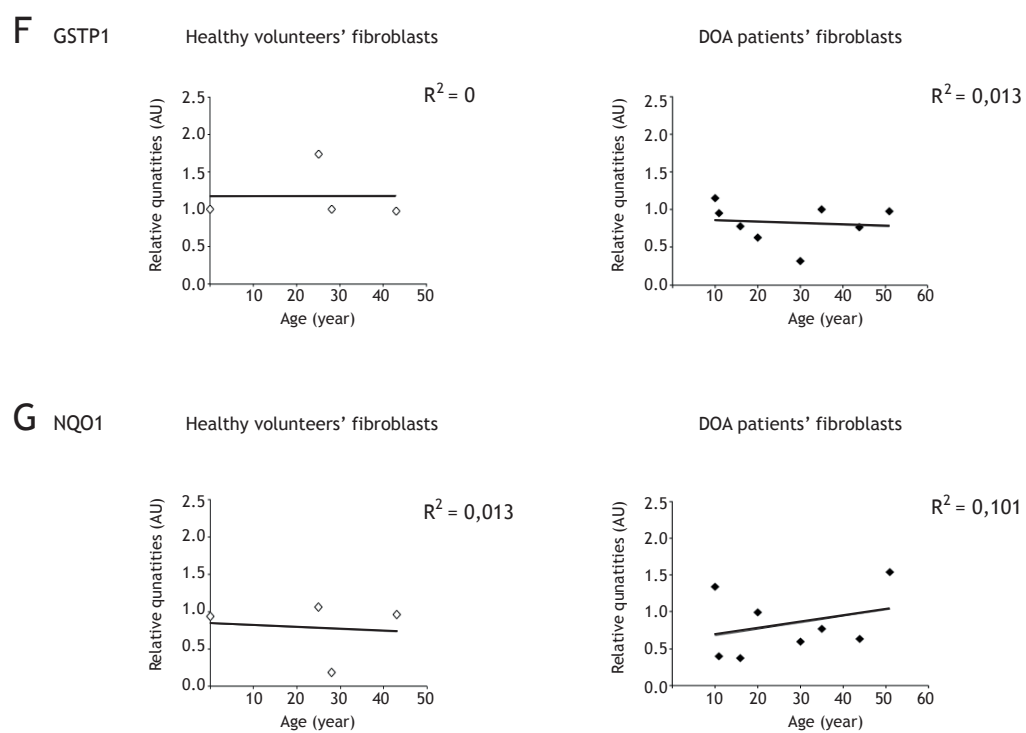 F GSTP1 Healthy volunteers’ fibroblasts DOA patients’ fibroblasts
R² = 0
Relative qunatities (AU)
2.5
2.0
1.5
1.0
0.5
0.0
10 20 30 40 50
Age (year)
R² = 0,013
Relative qunatities (AU)
2.5
2.0
1.5
1.0
0.5
0.0
10 20 30 40 50 60
Age (year)
G NQO1 Healthy volunteers’ fibroblasts DOA patients’ fibroblasts
R² = 0,013
Relative qunatities (AU)
2.5
2.0
1.5
1.0
0.5
0.0
10 20 30 40 50
Age (year)
R² = 0,101
Relative qunatities (AU)
2.5
2.0
1.5
1.0
0.5
0.0
10 20 30 40 50 60
Age (year)